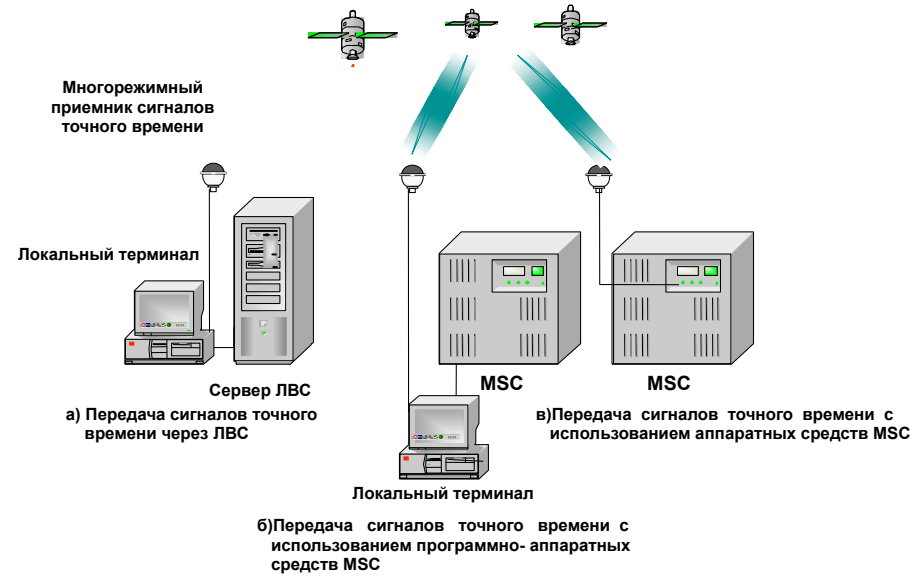 Многорежимный
приемник сигналов
точного времени
Локальный терминал
Сервер ЛВС
а) Передача сигналов точного
времени через ЛВС
MSC
MSC
в)Передача сигналов точного времени с
использованием аппаратных средств MSC
Локальный терминал
б)Передача сигналов точного времени с
использованием программно- аппаратных
средств MSC